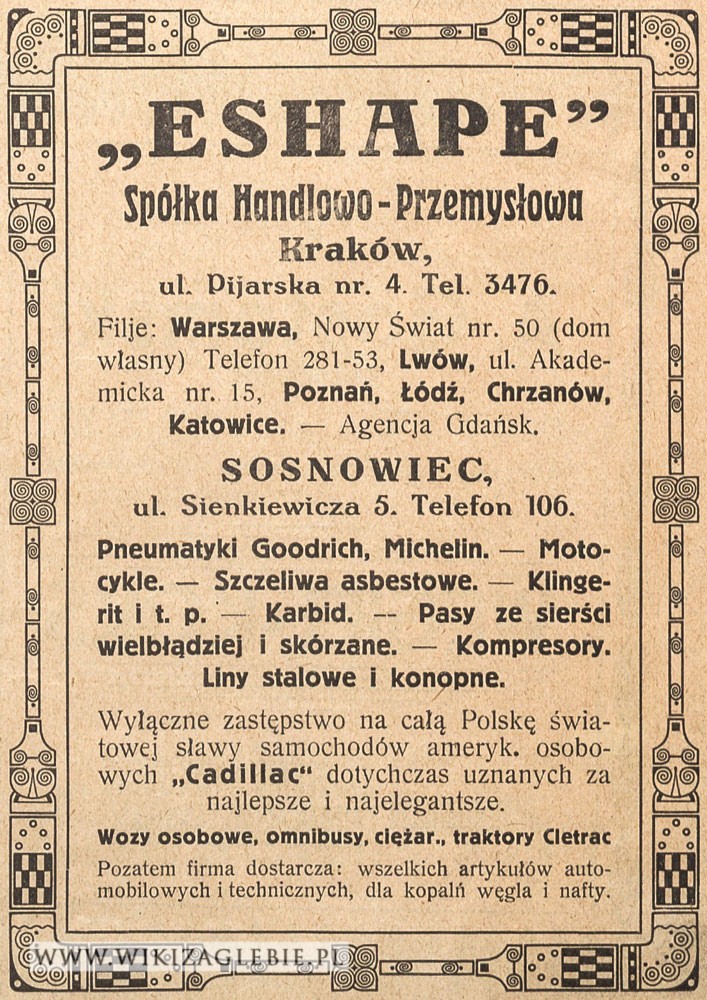 „ESHAPE”
Spółka Handlowo-Przemysłowa
Kraków,
ul. Pijarska nr. 4. Tel. 3476.
Filje: Warszawa, Nowy Świat nr. 50 (dom
własny) Telefon 281-53, Lwów, ul. Akade-
micka nr. 15, Poznań, Łódź, Chrzanów,
Katowice. — Agencja Gdańsk.
SOSNOWIEC,
ul. Sienkiewicza 5. Telefon 106.
Pneumatyki Goodrich, Michelin. — Moto-
cykle. — Szczeliwa asbestowe. — Klinge-
rit i t. p. — Karbid. — Pasy ze sierści
wielbłądziej i skórzane. — Kompresory.
Liny stalowe i konopne.
Wyłączne zastępstwo na całą Polskę świa-
towej sławy samochodów ameryk. osobo-
wych „Cadillac“ dotychczas uznanych za
najlepsze i najelegantsze.
Wozy osobowe, omnibusy, ciężar., traktory Cletrac
Pozatem firma dostarcza: wszelkich artykułów auto-
mobilowych i technicznych, dla kopalń węgla i nafty.
WWW.WIKIZAGLEBIE.PL